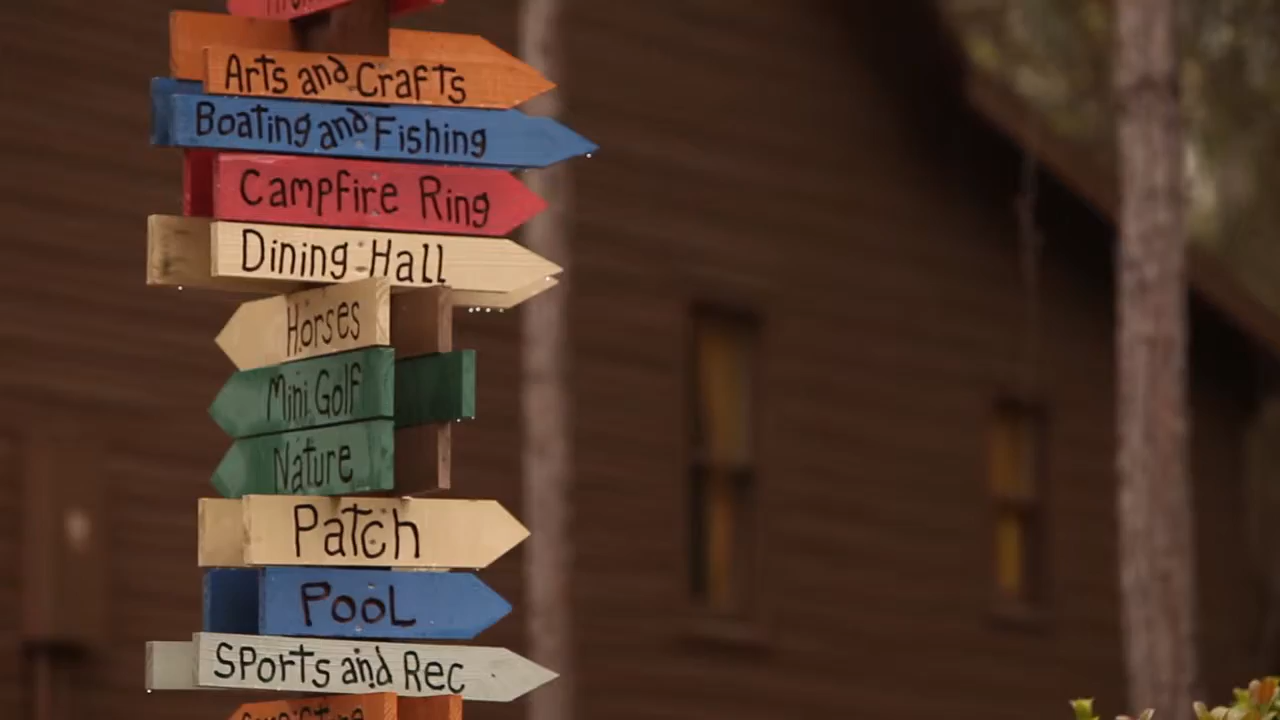 Arts and Crafts
Boating and Fishing
Campfire Ring
Dining Hall
Horses
Mini Golf
Nature
Patch
Pool
Sports and Rec